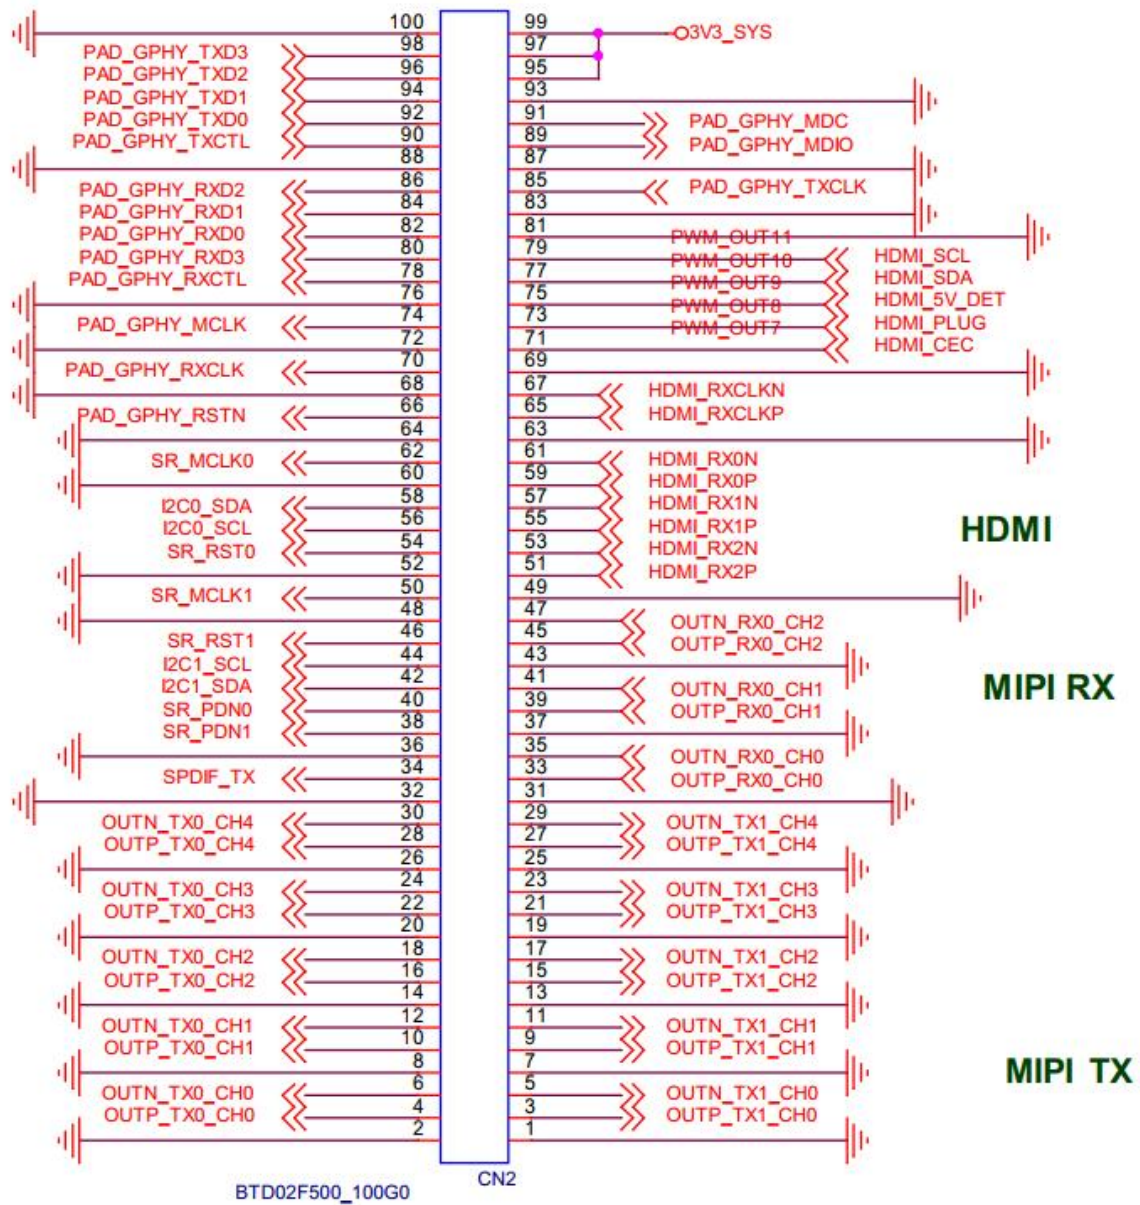 100 99 3V3_SYS
98 97
PAD_GPHY_TXD3
96 95
PAD_GPHY_TXD2
94 93
PAD_GPHY_TXD1
92 91 PAD_GPHY_MDC
PAD_GPHY_TXD0
90 89 PAD_GPHY_MDIO
PAD_GPHY_TXCTL
88 87
86 85 PAD_GPHY_TXCLK
PAD_GPHY_RXD2
84 83
PAD_GPHY_RXD1
82 81
PAD_GPHY_RXD0 PWM_OUT11
80 79 HDMI_SCL
PAD_GPHY_RXD3 PWM_OUT10
78 77 HDMI_SDA
PAD_GPHY_RXCTL PWM_OUT9
76 75 HDMI_5V_DET
PWM_OUT8
74 73 HDMI_PLUG
PAD_GPHY_MCLK PWM_OUT7
72 71 HDMI_CEC
70 69
PAD_GPHY_RXCLK
68 67 HDMI_RXCLKN
66 65 HDMI_RXCLKP
PAD_GPHY_RSTN
64 63
62 61 HDMI_RX0N
SR_MCLK0
60 59 HDMI_RX0P
58 57 HDMI_RX1N
I2C0_SDA
56 55 HDMI_RX1P
I2C0_SCL
HDMI
54 53 HDMI_RX2N
SR_RST0
52 51 HDMI_RX2P
50 49
SR_MCLK1
48 47 OUTN_RX0_CH2
46 45 OUTP_RX0_CH2
SR_RST1
44 43
I2C1_SCL
42 41 OUTN_RX0_CH1
I2C1_SDA
MIPI RX
40 39 OUTP_RX0_CH1
SR_PDN0
38 37
SR_PDN1
36 35 OUTN_RX0_CH0
34 33 OUTP_RX0_CH0
SPDIF_TX
32 31
30 29
OUTN_TX0_CH4 OUTN_TX1_CH4
28 27
OUTP_TX0_CH4 OUTP_TX1_CH4
26 25
24 23
OUTN_TX0_CH3 OUTN_TX1_CH3
22 21
OUTP_TX0_CH3 OUTP_TX1_CH3
20 19
18 17
OUTN_TX0_CH2 OUTN_TX1_CH2
16 15
OUTP_TX0_CH2 OUTP_TX1_CH2
14 13
12 11
OUTN_TX0_CH1 OUTN_TX1_CH1
10 9
OUTP_TX0_CH1 OUTP_TX1_CH1
8 7
MIPI TX
6 5
OUTN_TX0_CH0 OUTN_TX1_CH0
4 3
OUTP_TX0_CH0 OUTP_TX1_CH0
2 1
CN2
BTD02F500_100G0